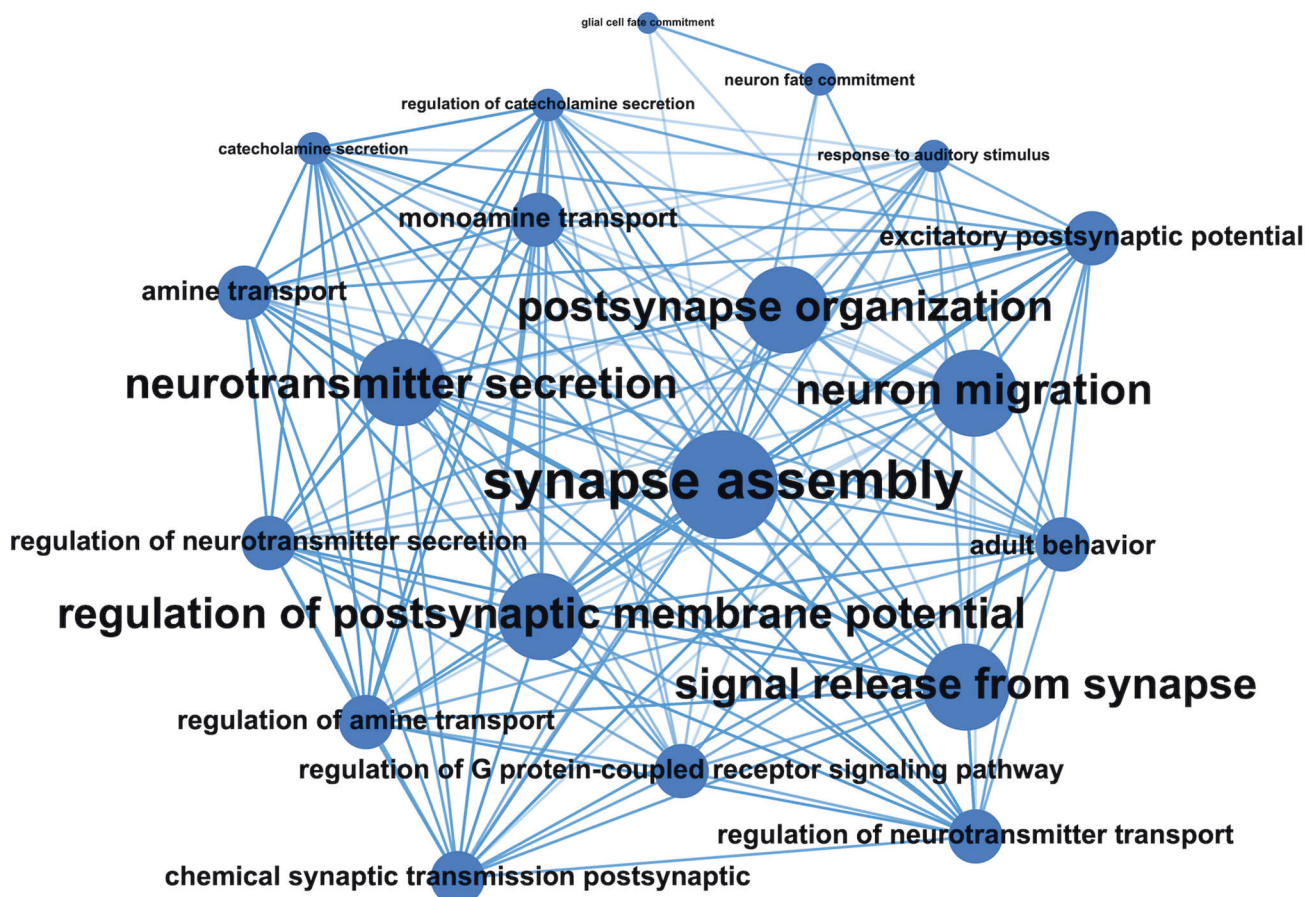 glial cell fate commitment
neuron fate commitment
regulation of catecholamine secretion
catecholamine secretion
response to auditory stimulus
monoamine transport
excitatory postsynaptic potential
amine transport
postsynapse organization
neurotransmitter secretion
neuron migration
synapse assembly
regulation of neurotransmitter secretion
adult behavior
regulation of postsynaptic membrane potential
signal release from synapse
regulation of amine transport
regulation of G protein-coupled receptor signaling pathway
regulation of neurotransmitter transport
chemical synaptic transmission postsynaptic